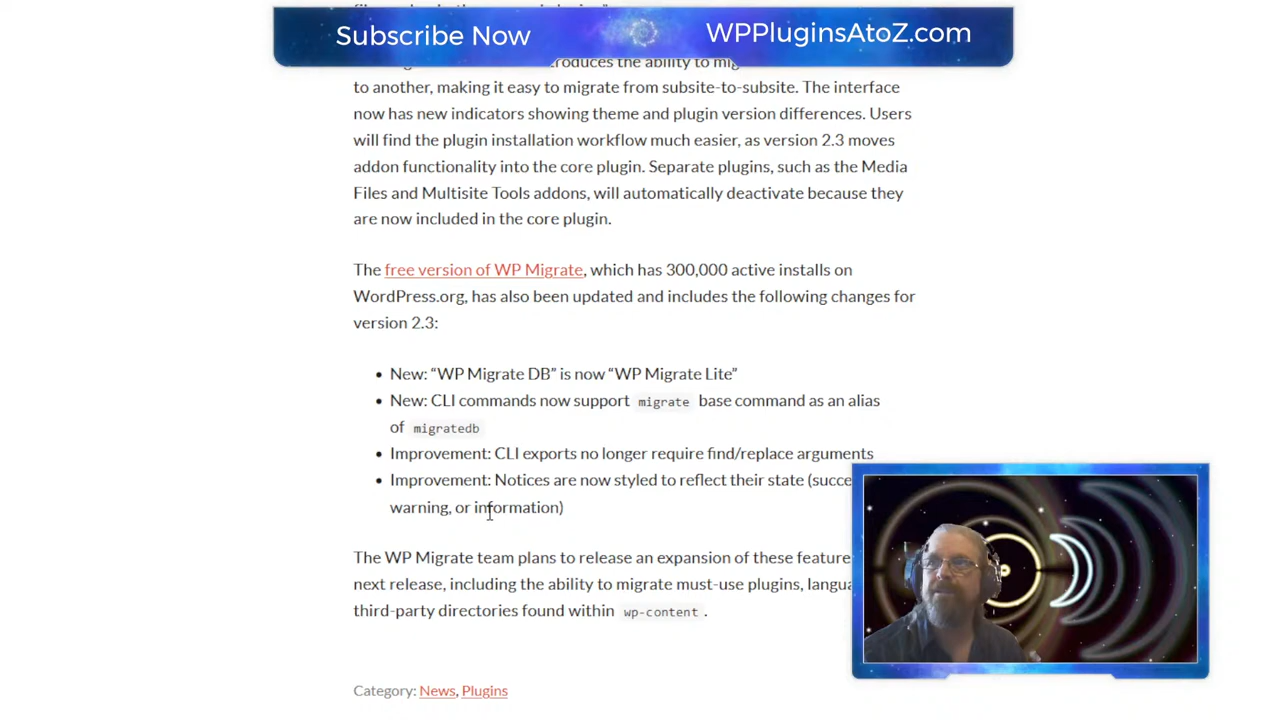 Subscribe Now
WPPluginsAtoZ.com
to another, making it easy to migrate from subsite-to-subsite. The interface
now has new indicators showing theme and plugin version differences. Users
will find the plugin installation workflow much easier, as version 2.3 moves
addon functionality into the core plugin. Separate plugins, such as the Media
Files and Multisite Tools addons, will automatically deactivate because they
are now included in the core plugin.
The free version of WP Migrate, which has 300,000 active installs on
WordPress.org, has also been updated and includes the following changes for
version 2.3:
• New: “WP Migrate DB” is now “WP Migrate Lite”
• New: CLI commands now support migrate base command as an alias
of migratedb
• Improvement: CLI exports no longer require find/replace arguments
• Improvement: Notices are now styled to reflect their state (succe
warning, or information)
The WP Migrate team plans to release an expansion of these feature
next release, including the ability to migrate must-use plugins, langua
third-party directories found within wp-content.
Category: News, Plugins